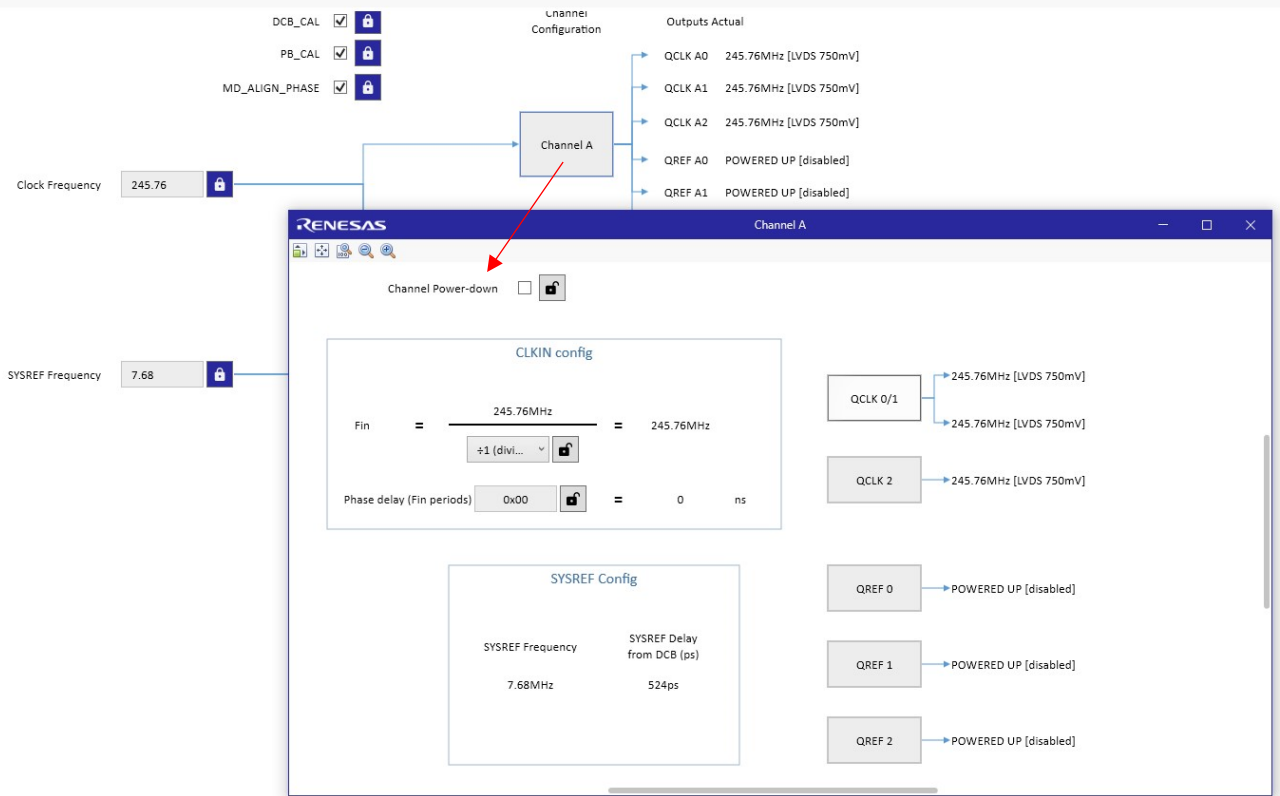 DCB_CAL
PB_CAL
MD_ALIGN_PHASE
Channel
Configuration
Outputs Actual
QCLK A0 245.76MHz [LVDS 750mV]
QCLK A1 245.76MHz [LVDS 750mV]
QCLK A2 245.76MHz [LVDS 750mV]
Channel A
QREF A0 POWERED UP [disabled]
QREF A1 POWERED UP [disabled]
Clock Frequency 245.76
SYSREF Frequency 7.68
RENESAS
Channel A
Channel Power-down
CLKIN config
Fin = 245.76MHz = 245.76MHz
÷1 (divi...
Phase delay (Fin periods) 0x00 = 0 ns
SYSREF Config
SYSREF Frequency
SYSREF Delay
from DCB (ps)
7.68MHz 524ps
QCLK 0/1
245.76MHz [LVDS 750mV]
245.76MHz [LVDS 750mV]
QCLK 2 245.76MHz [LVDS 750mV]
QREF 0 POWERED UP [disabled]
QREF 1 POWERED UP [disabled]
QREF 2 POWERED UP [disabled]